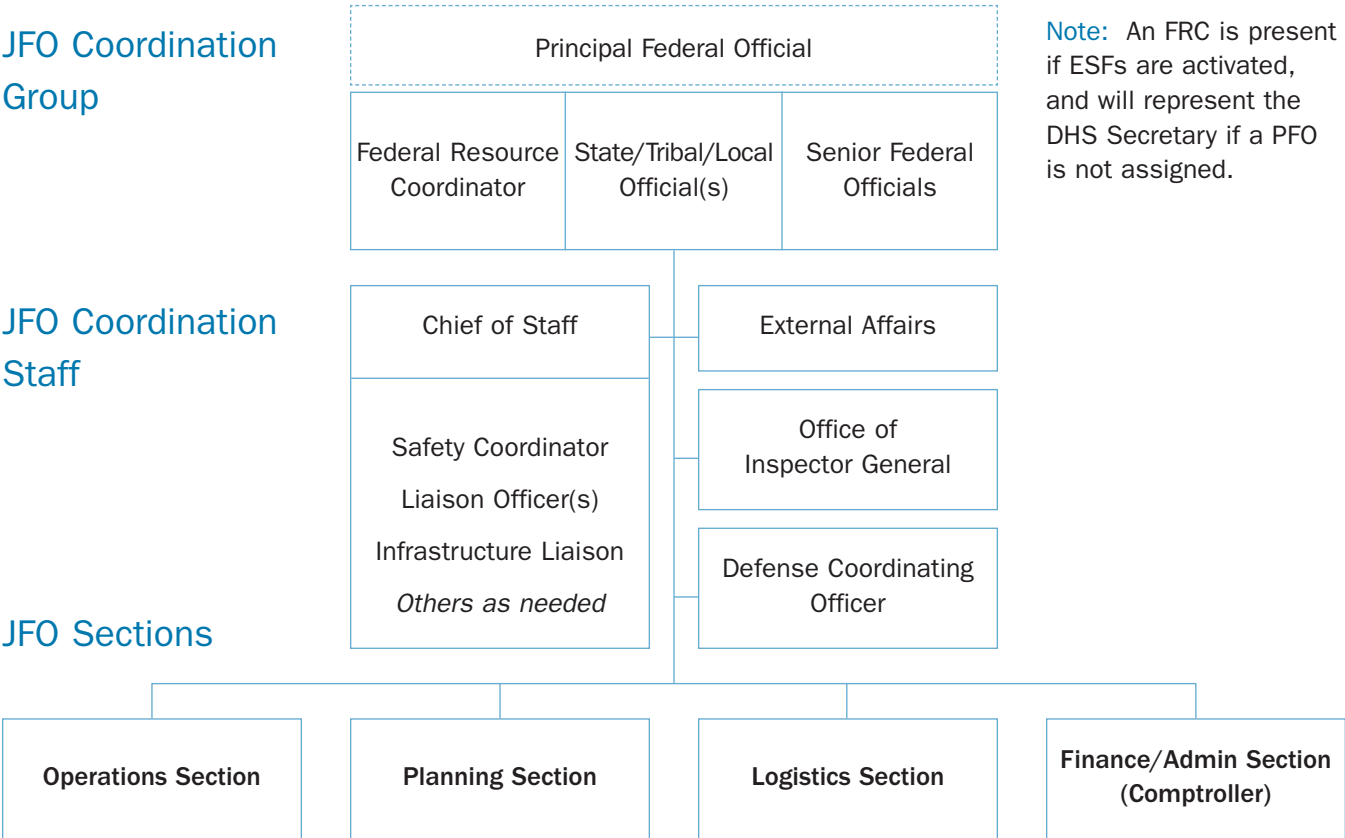 JFO Coordination
Group
Principal Federal Official
Federal Resource
Coordinator
State/Tribal/Local
Official(s)
Senior Federal
Officials
Note: An FRC is present
if ESFs are activated,
and will represent the
DHS Secretary if a PFO
is not assigned.
JFO Coordination
Staff
Chief of Staff
Safety Coordinator
Liaison Officer(s)
Infrastructure Liaison
Others as needed
External Affairs
Office of
Inspector General
Defense Coordinating
Officer
JFO Sections
Operations Section
Planning Section
Logistics Section
Finance/Admin Section
(Comptroller)